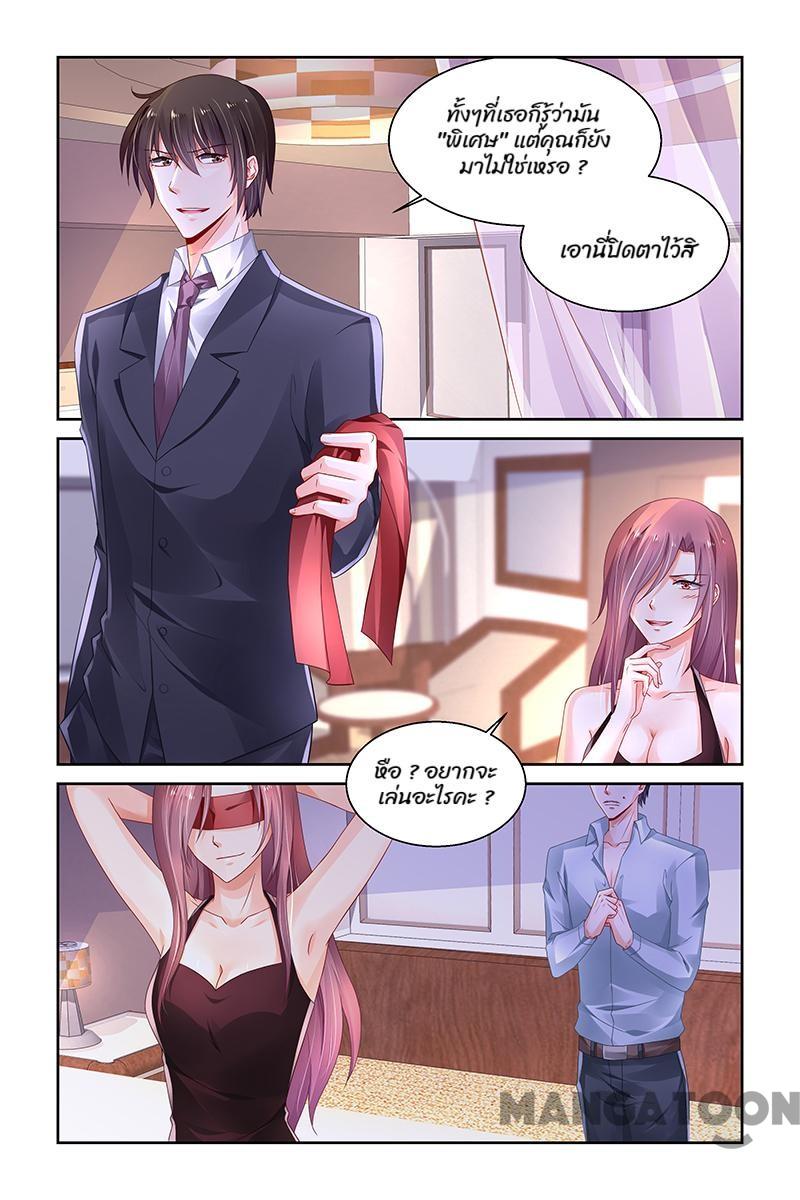 ทั้งๆที่เธอก็รู้ว่ามัน
"พิเศษ" แต่คุณก็ยัง
มาไม่ใช่เหรอ ?
เอานี่ปิดตาไว้สิ
หือ ? อยากจะ
เล่นอะไรคะ ?
MANGATOON